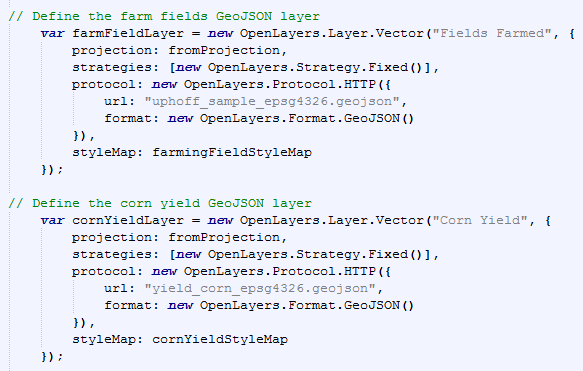 // Define the farm fields GeoJSON layer
var farmFieldLayer = new OpenLayers.Layer.Vector("Fields Farmed", {
projection: fromProjection,
strategies: [new OpenLayers.Strategy.Fixed()],
protocol: new OpenLayers.Protocol.HTTP({
url: "uphoff_sample_epsg4326.geojson",
format: new OpenLayers.Format.GeoJSON()
}),
styleMap: farmingFieldStyleMap
});
// Define the corn yield GeoJSON layer
var cornYieldLayer = new OpenLayers.Layer.Vector("Corn Yield", {
projection: fromProjection,
strategies: [new OpenLayers.Strategy.Fixed()],
protocol: new OpenLayers.Protocol.HTTP({
url: "yield_corn_epsg4326.geojson",
format: new OpenLayers.Format.GeoJSON()
}),
styleMap: cornYieldStyleMap
});